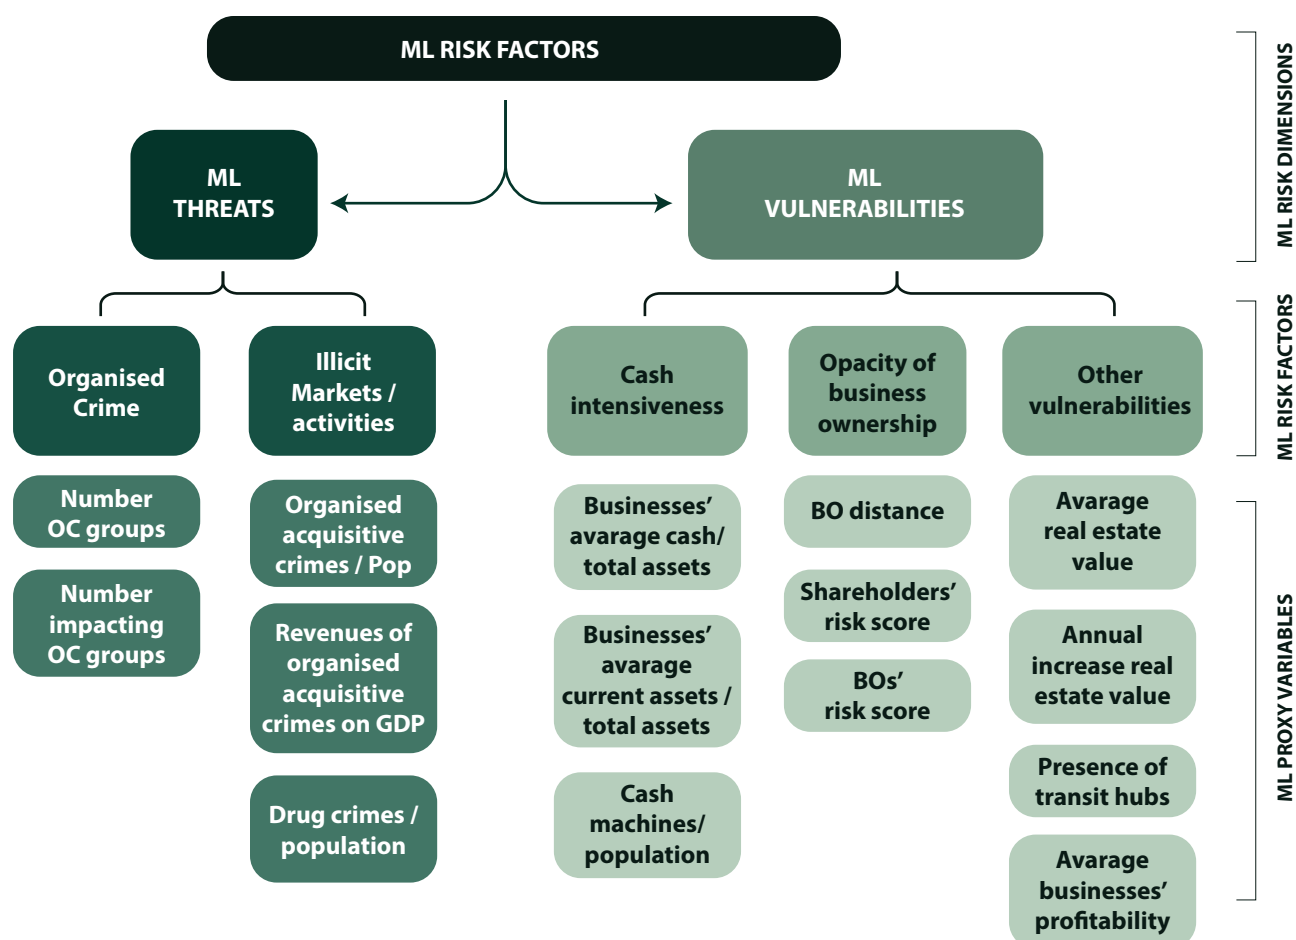 ML RISK FACTORS
ML
THREATS
ML
VULNERABILITIES
ML RISK DIMENSIONS
Organised
Crime
Illicit
Markets /
activities
Cash
intensiveness
Opacity of
business
ownership
Other
vulnerabilities
ML RISK FACTORS
Number
OC groups
Number
impacting
OC groups
Organised
acquisitive
crimes / Pop
Revenues of
organised
acquisitive
crimes on GDP
Drug crimes /
population
Businesses’
avarage cash/
total assets
Businesses’
avarage
current assets /
total assets
Cash
machines/
population
BO distance
Shareholders’
risk score
BOs’
risk score
Avarage
real estate
value
Annual
increase real
estate value
Presence of
transit hubs
Avarage
businesses’
profitability
ML PROXY VARIABLES